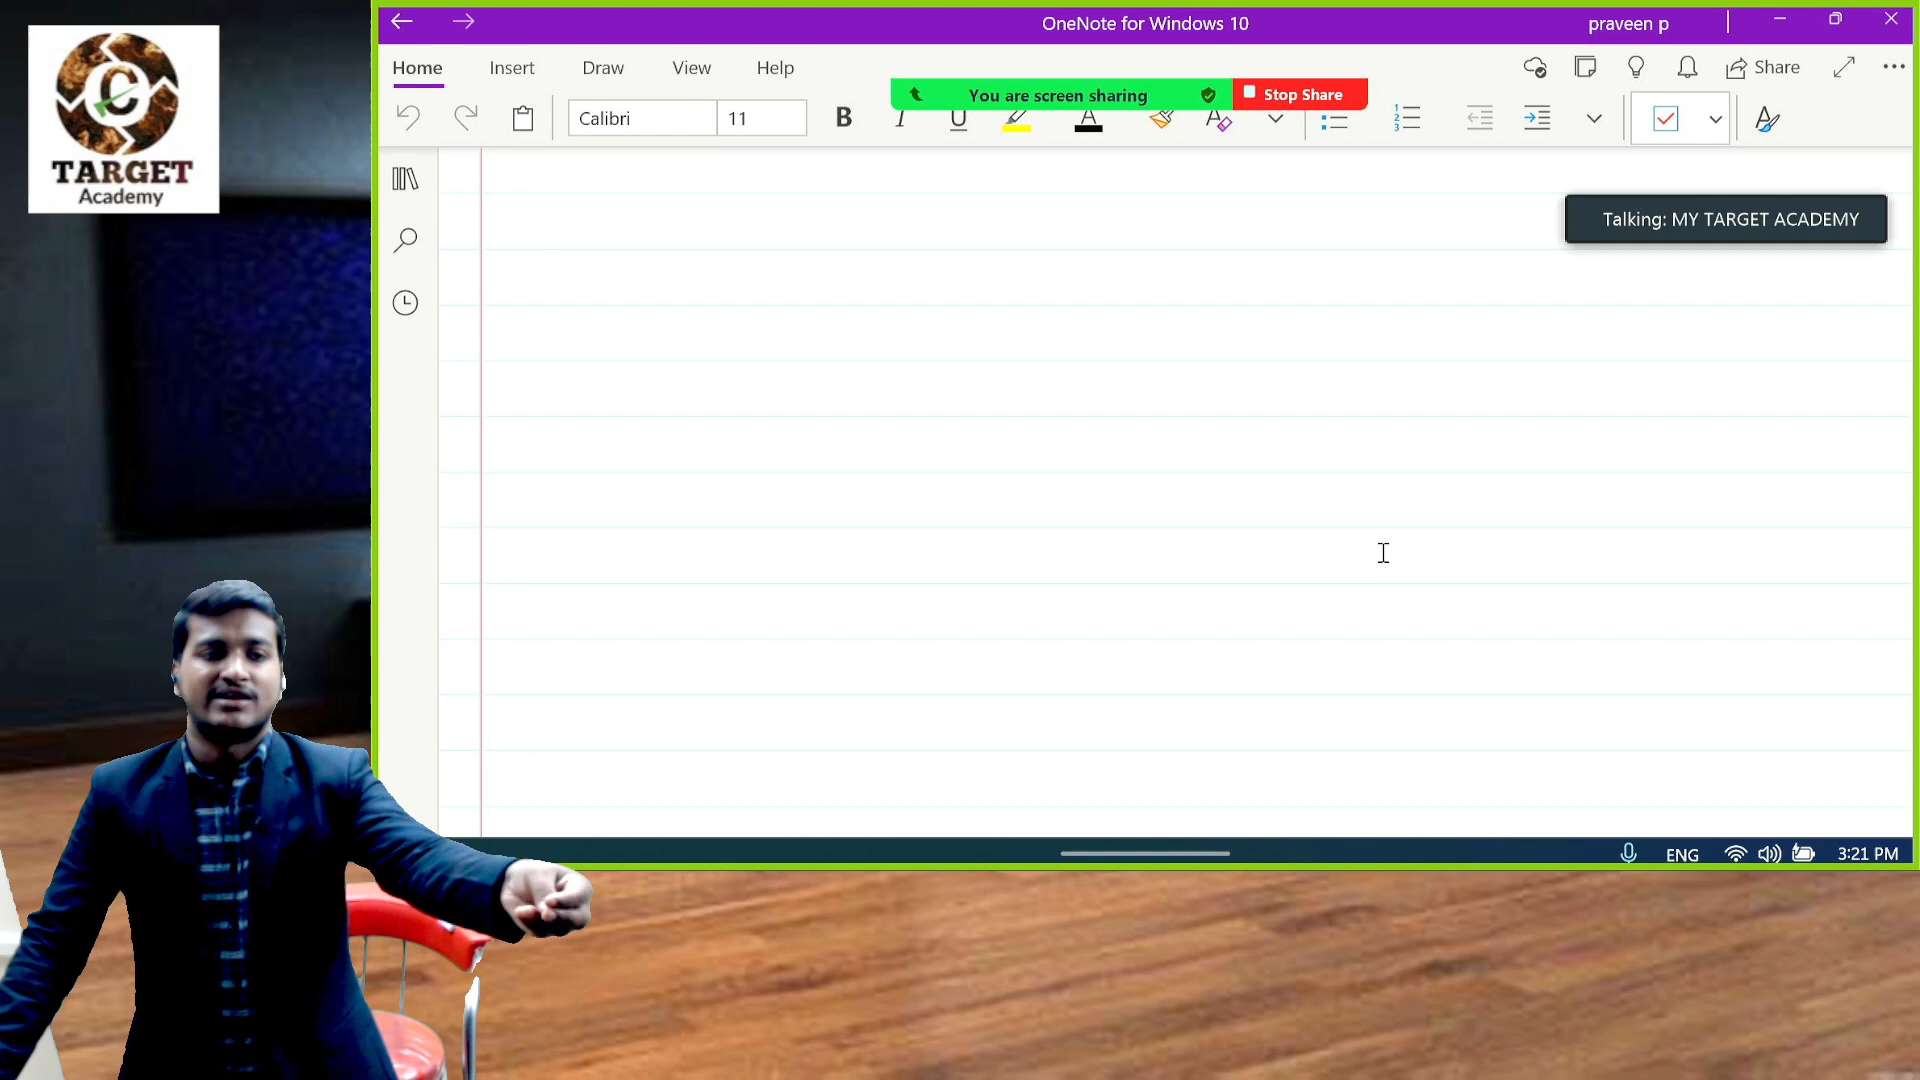 TARGET
Academy
OneNote for Windows 10
praveen p
Home
Insert
Draw
View
Help
Share
You are screen sharing
Stop Share
Calibri
11
B
I
U
A
Talking: MY TARGET ACADEMY
ENG
3:21 PM